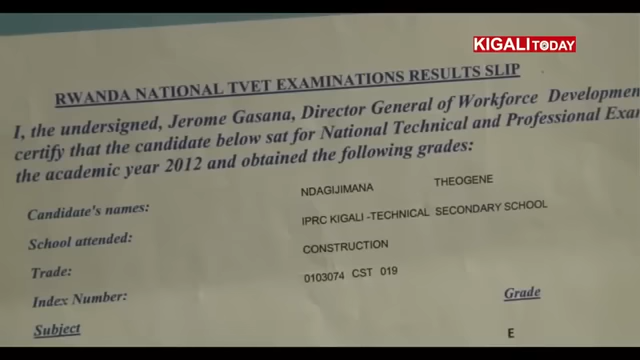 KIGALI TODAY
RWANDA NATIONAL TVET EXAMINATIONS RESULTS SLIP
I, the undersigned, Jerome Gasana, Director General of Workforce Development
certify that the candidate below sat for National Technical and Professional Exa
the academic year 2012 and obtained the following grades:
Candidate's names: NDAGIJIMANA THEOGENE
School attended: IPRC KIGALI -TECHNICAL SECONDARY SCHOOL
Trade: CONSTRUCTION
Index Number: 0103074 CST 019
Subject Grade
E